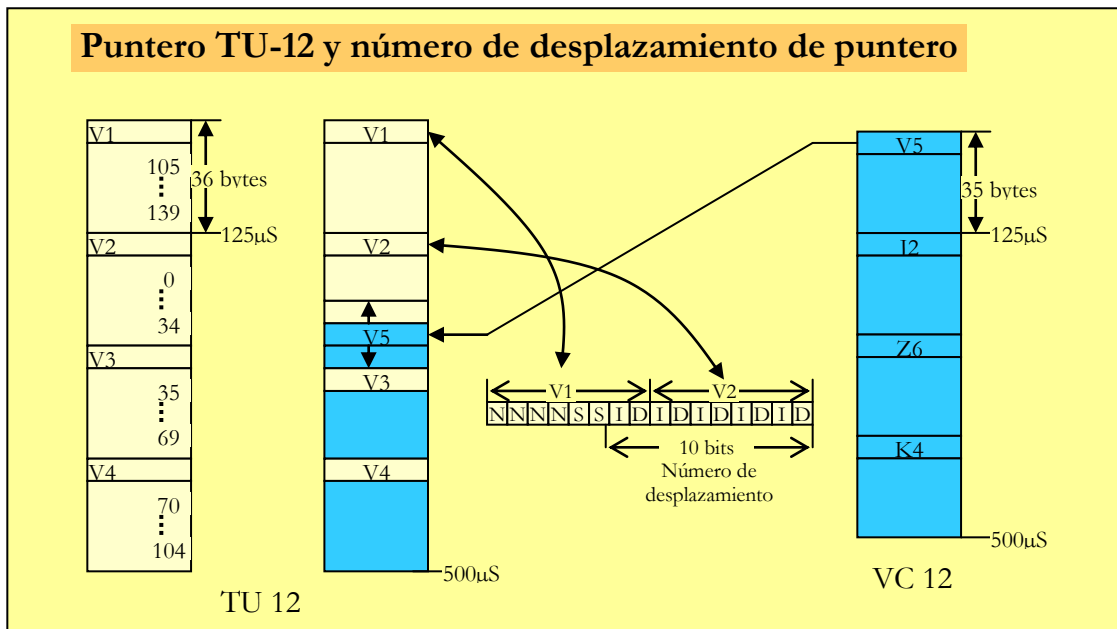 Puntero TU-12 y número de desplazamiento de puntero
V1
105
139
36 bytes
125µS
V2
0
34
V3
35
69
V4
70
104
TU 12
V1
V2
V5
V3
V4
500µS
V1 V2
N N N N S S I D I D I D I D I D
10 bits
Número de
desplazamiento
V5
35 bytes
125µS
I2
Z6
K4
500µS
VC 12